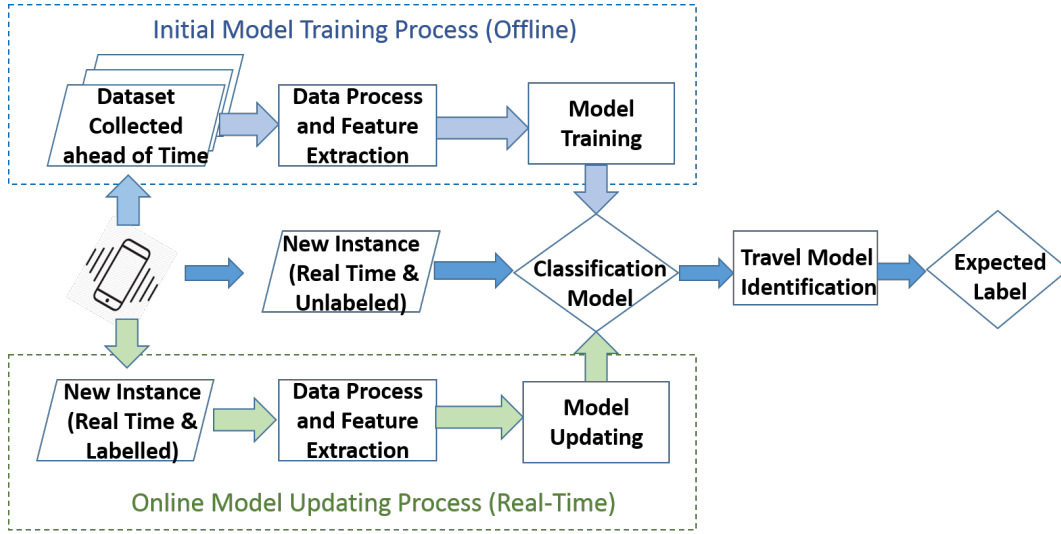 Initial Model Training Process (Offline)
Dataset
Collected
ahead of Time
Data Process
and Feature
Extraction
Model
Training
New Instance
(Real Time &
Unlabeled)
Classification
Model
Travel Model
Identification
Expected
Label
New Instance
(Real Time &
Labelled)
Data Process
and Feature
Extraction
Model
Updating
Online Model Updating Process (Real-Time)